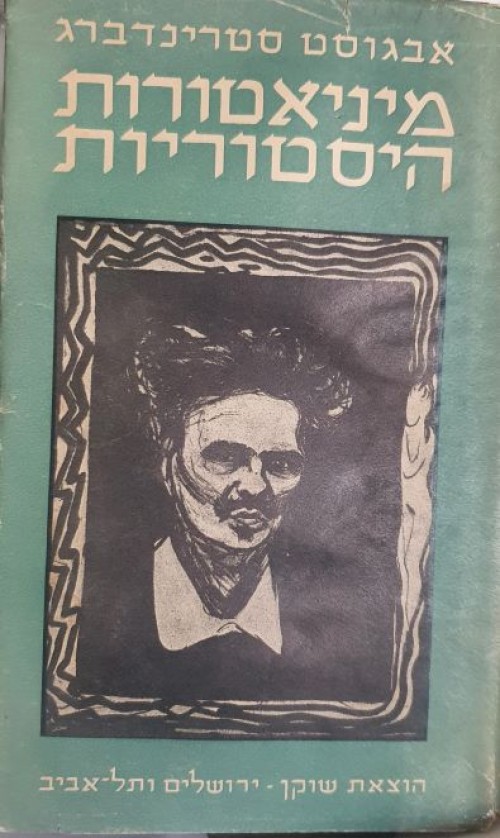 אבגוסט סטרינדברג
מיניאטורות
היסטוריות
הוצאת שוקן - ירושלים ותל-אביב